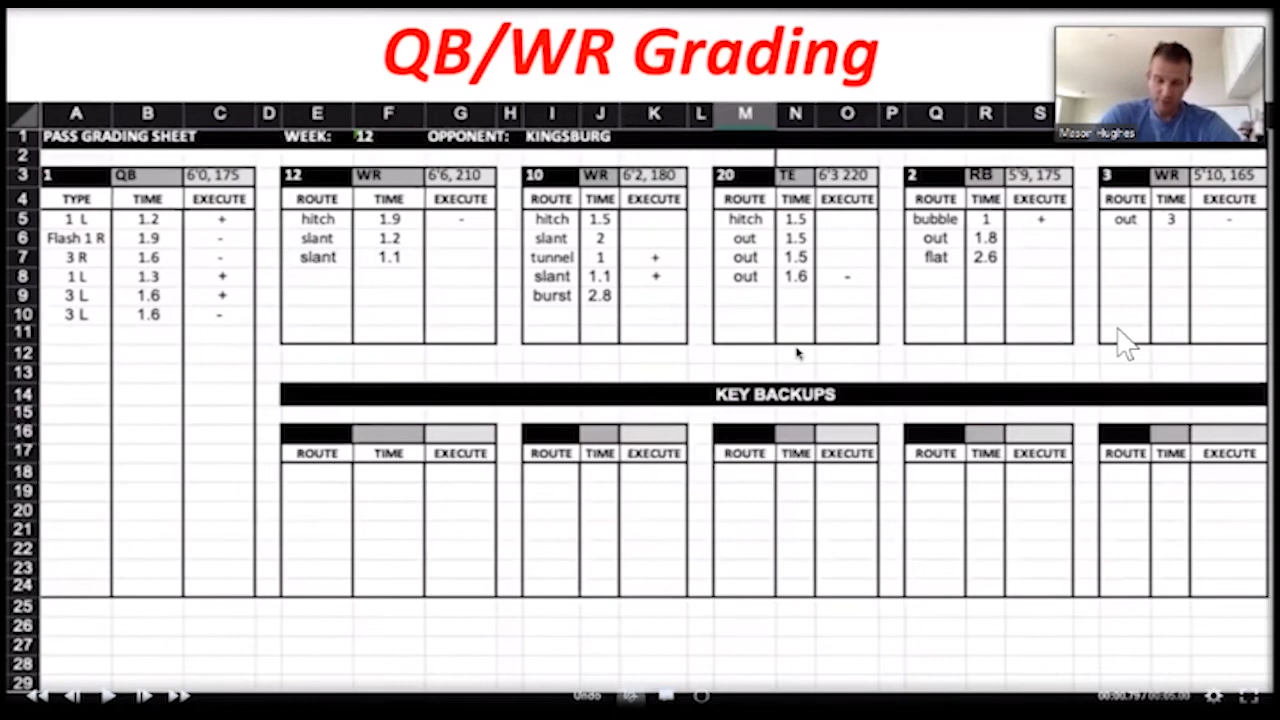 QB/WR Grading
Mason Hughes
A B C D E F G H I J K L M N O P Q R S
1 PASS GRADING SHEET WEEK: 12 OPPONENT: KINGSBURG
2
3 1 QB 6'0, 175 12 WR 6'6, 210 10 WR 6'2, 180 20 TE 6'3 220 2 RB 5'9, 175 3 WR 5'10, 165
4 TYPE TIME EXECUTE ROUTE TIME EXECUTE ROUTE TIME EXECUTE ROUTE TIME EXECUTE ROUTE TIME EXECUTE ROUTE TIME EXECUTE
5 1 L 1.2 + hitch 1.9 - hitch 1.5 hitch 1.5 bubble 1 + out 3 -
6 Flash 1 R 1.9 - slant 1.2 slant 2 out 1.5 out 1.8
7 3 R 1.6 - slant 1.1 tunnel 1 + out 1.5 flat 2.6
8 1 L 1.3 + slant 1.1 + out 1.6 -
9 3 L 1.6 + burst 2.8
10 3 L 1.6 -
11
12
13
14 KEY BACKUPS
15
16
17 ROUTE TIME EXECUTE ROUTE TIME EXECUTE ROUTE TIME EXECUTE ROUTE TIME EXECUTE ROUTE TIME EXECUTE
18
19
20
21
22
23
24
25
26
27
28
29
Undo